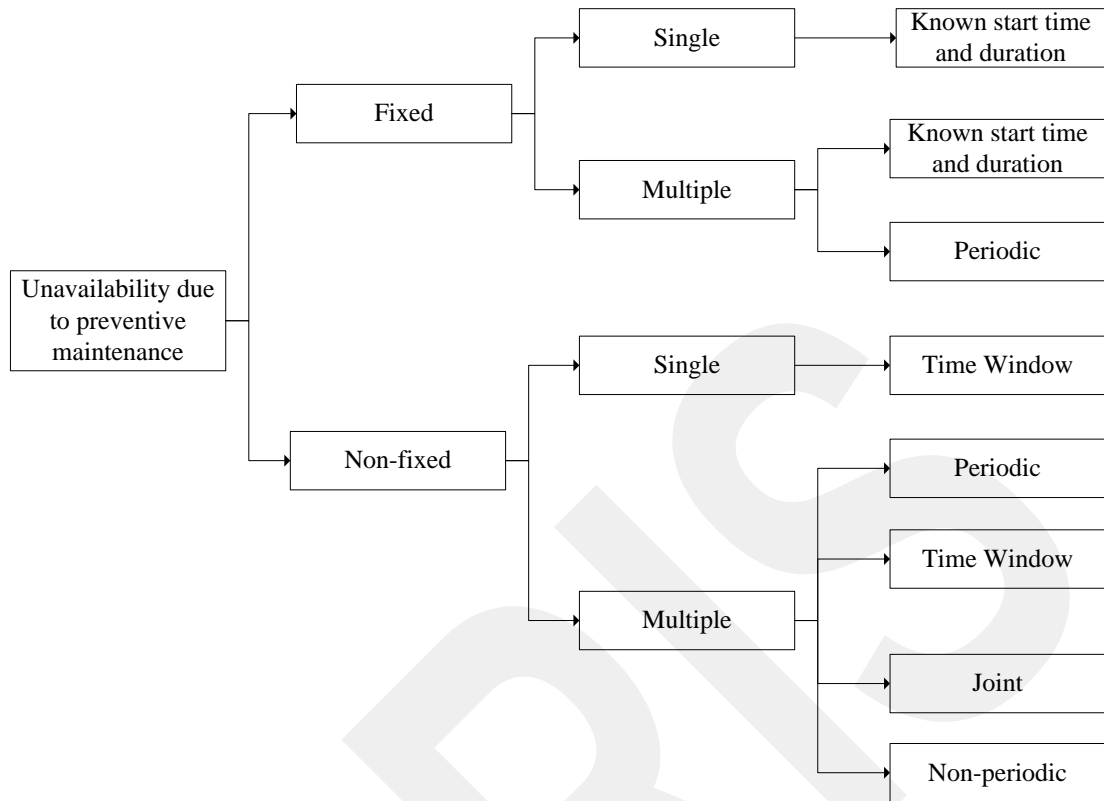 Single
Known start time
and duration
Fixed
Known start time
and duration
Multiple
Periodic
Unavailability due
to preventive
maintenance
Single
Time Window
Non-fixed
Periodic
Time Window
Multiple
Joint
Non-periodic